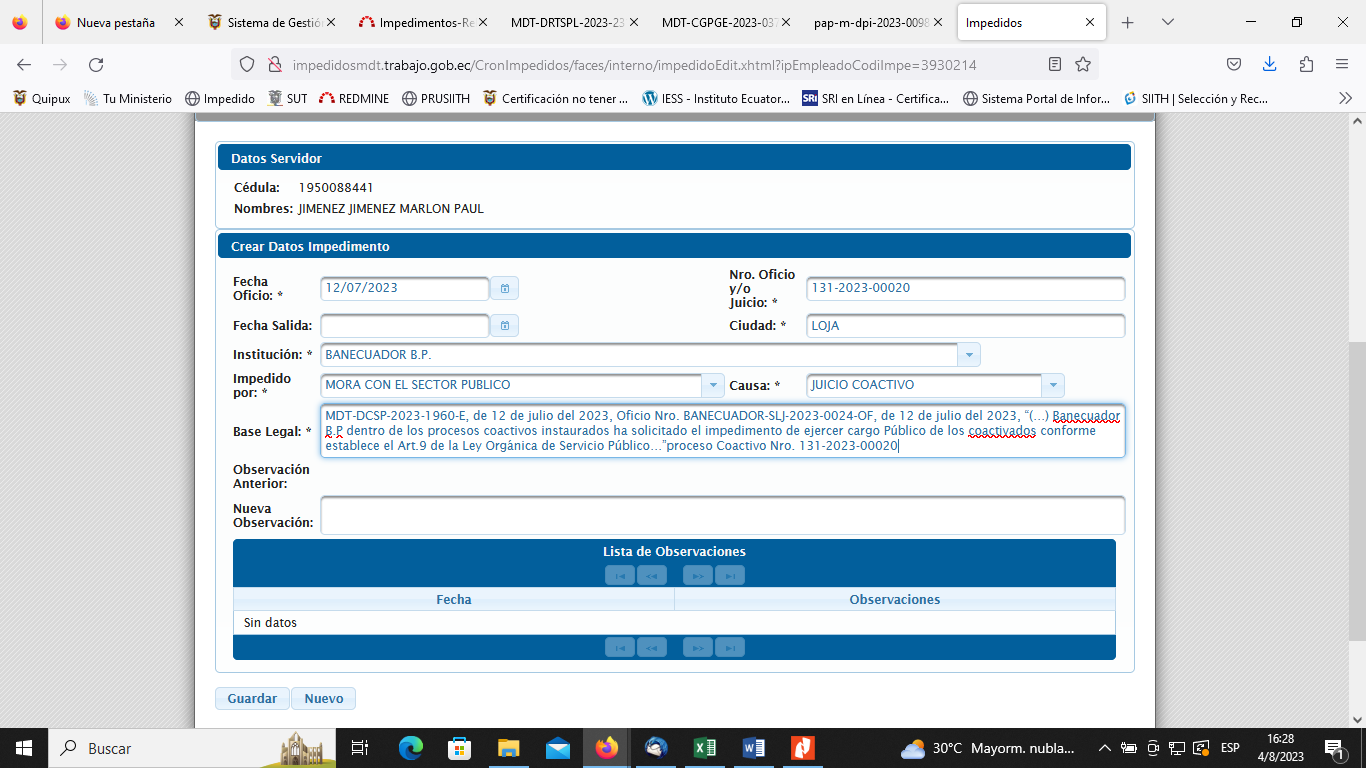 Nueva pestaña
Sistema de Gestión
Impedimentos-Re
MDT-DRTSPL-2023-23
MDT-CGPGE-2023-037
pap-m-dpi-2023-0098
Impedidos
impedidosmdt.trabajo.gob.ec/CronImpedidos/faces/interno/impedidoEdit.xhtml?ipEmpleadoCodiImpe=3930214
Quipux
Tu Ministerio
Impedido
SUT
REDMINE
PRUSIITH
Certificación no tener ...
IESS - Instituto Ecuator...
SRi
SRI en Línea - Certifica...
Sistema Portal de Infor...
SIITH | Selección y Rec...
Datos Servidor
Cédula: 1950088441
Nombres: JIMENEZ JIMENEZ MARLON PAUL
Crear Datos Impedimento
Fecha
Oficio: *
12/07/2023
Nro. Oficio
y/o
Juicio: *
131-2023-00020
Fecha Salida:
Ciudad: *
LOJA
Institución: *
BANECUADOR B.P.
Impedido
por: *
MORA CON EL SECTOR PUBLICO
Causa: *
JUICIO COACTIVO
Base Legal: *
MDT-DCSP-2023-1960-E, de 12 de julio del 2023, Oficio Nro. BANECUADOR-SLJ-2023-0024-OF, de 12 de julio del 2023, “(...) Banecuador
B.P dentro de los procesos coactivos instaurados ha solicitado el impedimento de ejercer cargo Público de los coactivados conforme
establece el Art.9 de la Ley Orgánica de Servicio Público...”proceso Coactivo Nro. 131-2023-00020
Observación
Anterior:
Nueva
Observación:
Lista de Observaciones
Fecha
Observaciones
Sin datos
Guardar
Nuevo
Buscar
30°C Mayorm. nubla...
ESP
16:28
4/8/2023
1